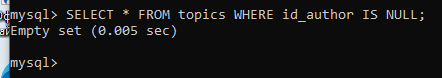 mysql> SELECT * FROM topics WHERE id_author IS NULL;
Empty set (0.005 sec)
mysql>